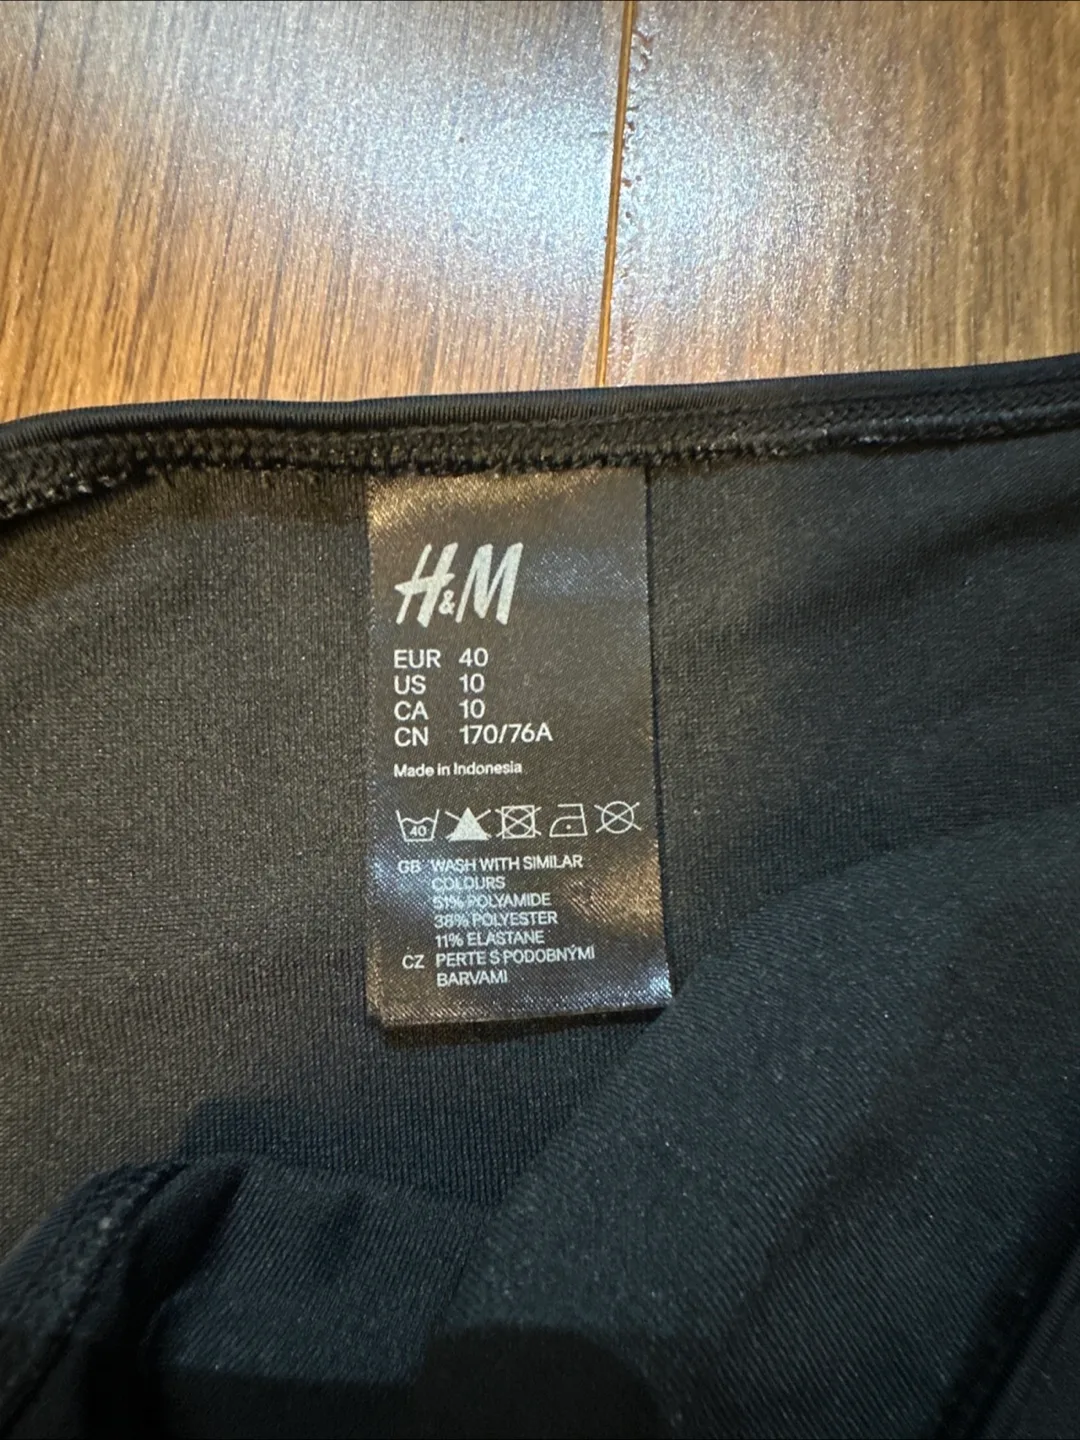 H&M
EUR 40
US 10
CA 10
CN 170/76A
Made in Indonesia
40
GB WASH WITH SIMILAR
COLOURS
51% POLYAMIDE
38% POLYESTER
11% ELASTANE
CZ PERTE S PODOBNÝMI
BARVAMI